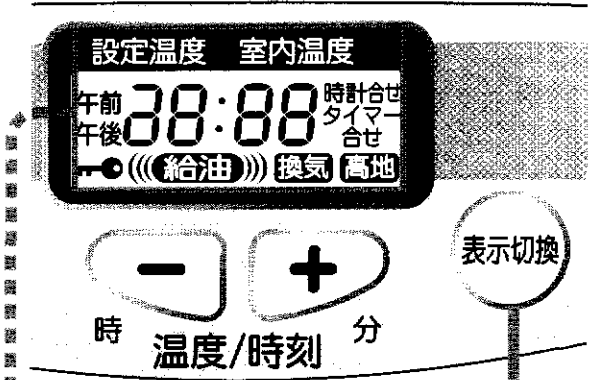 設定温度 室内温度
午前 38:88 時計合せ
午後 タイマー合せ
給油 換気 高地
− +
表示切換
時 温度/時刻 分